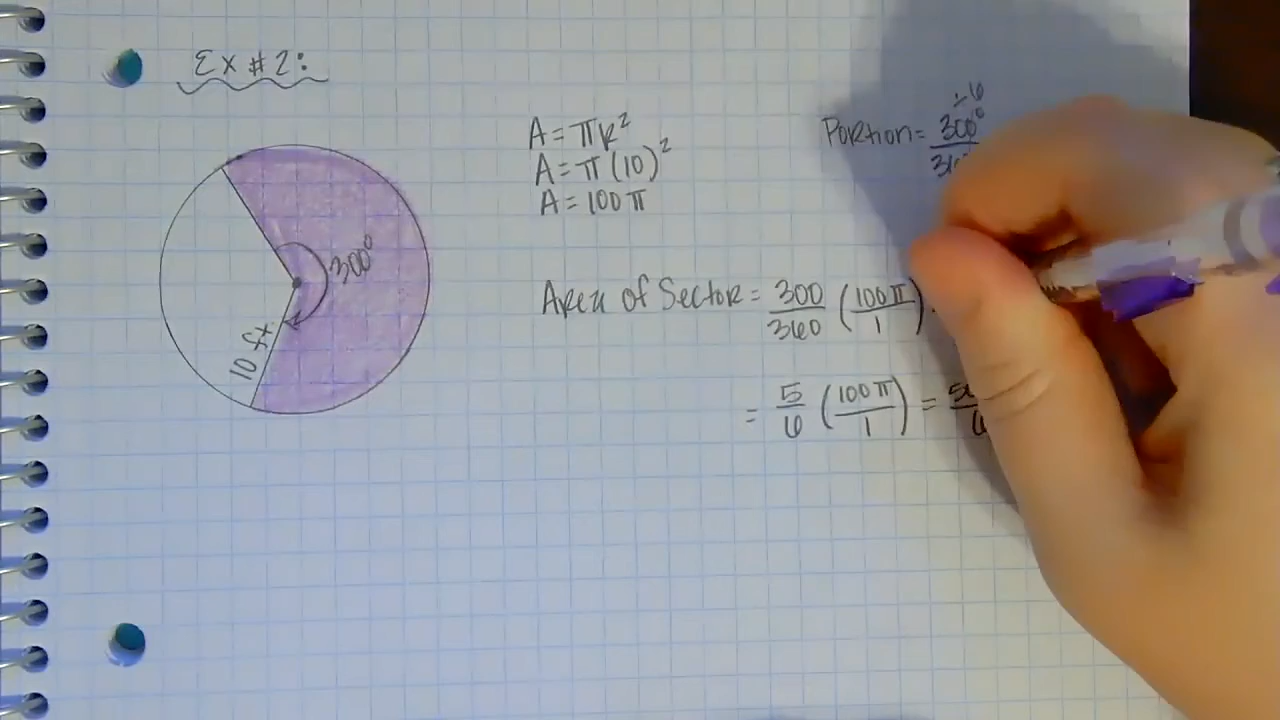 Ex #2:
A = πr²
A = π(10)²
A = 100π
÷6
Portion = 300°
300°
10 ft
Area of Sector = 300/360 (100π/1)
= 5/6 (100π/1) =